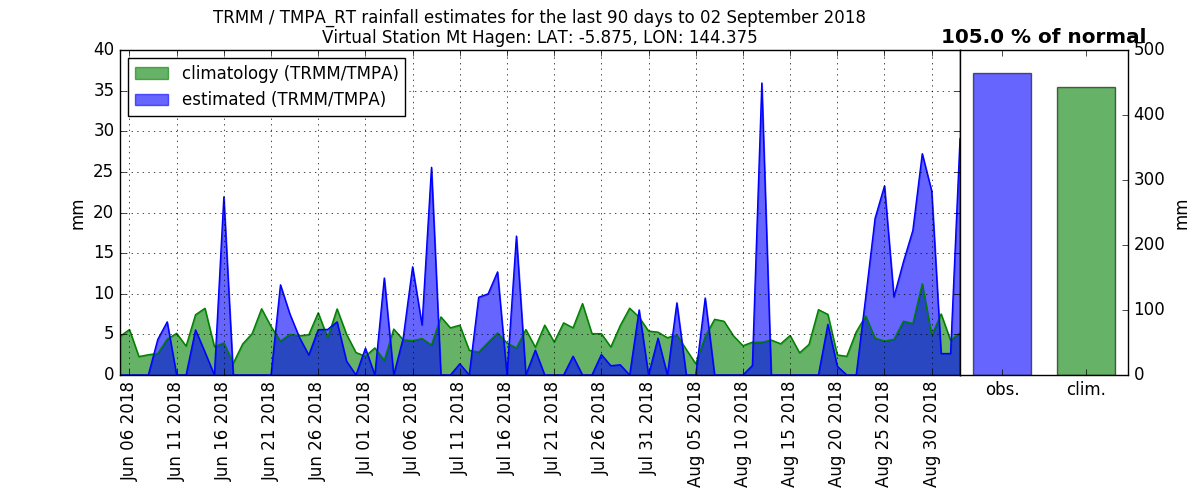 TRMM / TMPA_RT rainfall estimates for the last 90 days to 02 September 2018
Virtual Station Mt Hagen: LAT: -5.875, LON: 144.375
105.0 % of normal
climatology (TRMM/TMPA)
estimated (TRMM/TMPA)
40
35
30
25
20
15
10
5
0
mm
Jun 06 2018
Jun 11 2018
Jun 16 2018
Jun 21 2018
Jun 26 2018
Jul 01 2018
Jul 06 2018
Jul 11 2018
Jul 16 2018
Jul 21 2018
Jul 26 2018
Jul 31 2018
Aug 05 2018
Aug 10 2018
Aug 15 2018
Aug 20 2018
Aug 25 2018
Aug 30 2018
500
400
300
200
100
0
mm
obs.
clim.